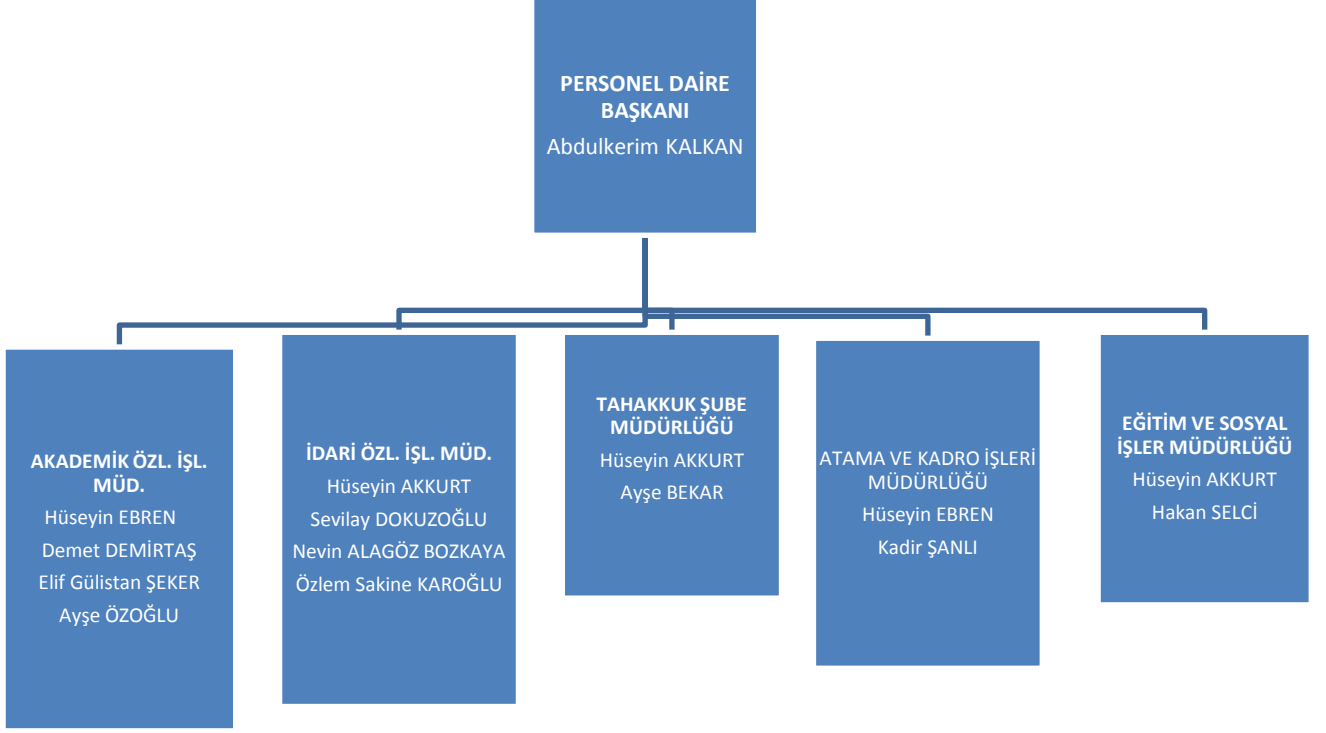 PERSONEL DAİRE
BAŞKANI
Abdulkerim KALKAN
AKADEMİK ÖZL. İŞL.
MÜD.
Hüseyin EBREN
Demet DEMİRTAŞ
Elif Gülistan ŞEKER
Ayşe ÖZOĞLU
İDARİ ÖZL. İŞL. MÜD.
Hüseyin AKKURT
Sevilay DOKUZOĞLU
Nevin ALAGÖZ BOZKAYA
Özlem Sakine KAROĞLU
TAHAKKUK ŞUBE
MÜDÜRLÜĞÜ
Hüseyin AKKURT
Ayşe BEKAR
ATAMA VE KADRO İŞLERİ
MÜDÜRLÜĞÜ
Hüseyin EBREN
Kadir ŞANLI
EĞİTİM VE SOSYAL
İŞLER MÜDÜRLÜĞÜ
Hüseyin AKKURT
Hakan SELCİ